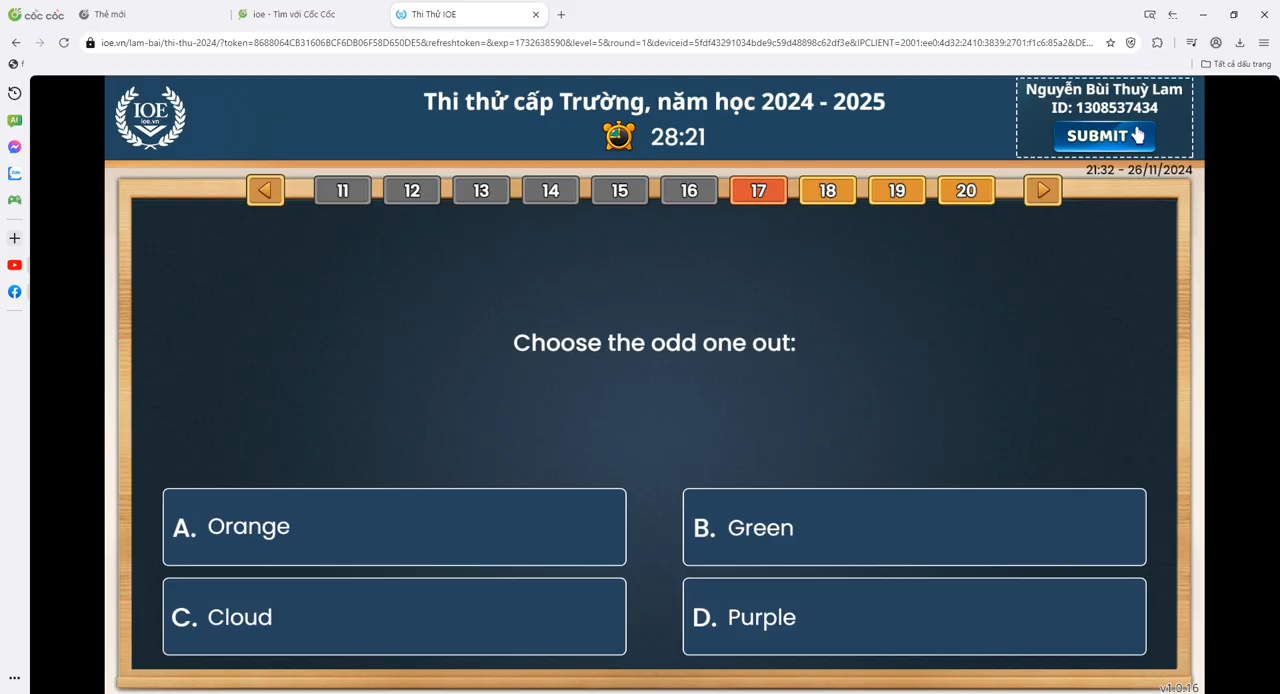 cốc cốc
Thẻ mới
ioe - Tìm với Cốc Cốc
Thi Thử IOE
ioe.vn/lam-bai/thi-thu-2024/?token=8688064CB31606BCF6DB06F58D650DE5&refreshtoken=&exp=1732638590&level=5&round=1&deviceid=5fdf43291034bde9c59d48898c62df3e&IPCLIENT=2001:ee0:4d32:2410:3839:2701:f1c6:85a2&DE...
f
Tất cả dấu trang
AI
Zalo
IOE
ioe.vn
Thi thử cấp Trường, năm học 2024 - 2025
28:21
Nguyễn Bùi Thuỳ Lam
ID: 1308537434
SUBMIT
21:32 - 26/11/2024
11 12 13 14 15 16 17 18 19 20
Choose the odd one out:
A. Orange
B. Green
C. Cloud
D. Purple
v1.0.16